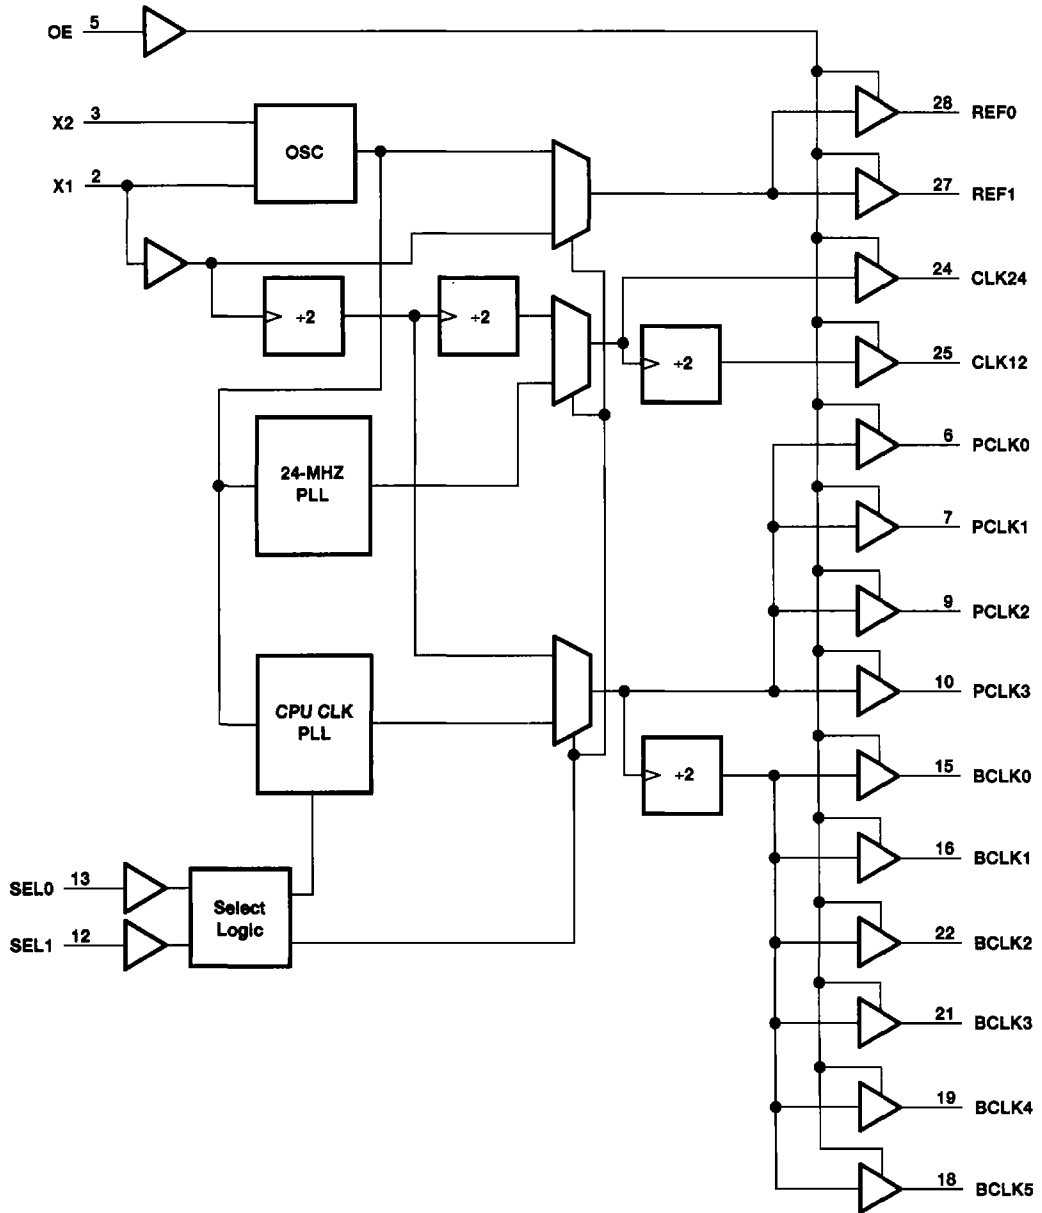 OE 5
X2 3
OSC
28 REF0
X1 2
27 REF1
24 CLK24
÷2
÷2
÷2
25 CLK12
6 PCLK0
24-MHZ
PLL
7 PCLK1
9 PCLK2
CPU CLK
PLL
10 PCLK3
÷2
15 BCLK0
16 BCLK1
SEL0 13
Select
Logic
SEL1 12
22 BCLK2
21 BCLK3
19 BCLK4
18 BCLK5